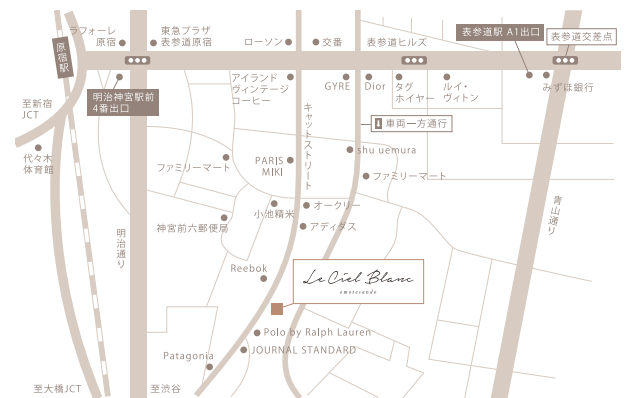 ラフォーレ
原宿
東急プラザ
表参道原宿
ローソン
交番
表参道ヒルズ
表参道駅 A1出口
表参道交差点
原宿駅
明治神宮駅前
4番出口
アイランド
ヴィンテージ
コーヒー
GYRE
Dior
タグ
ホイヤー
ルイ・
ヴィトン
みずほ銀行
至新宿
JCT
代々木
体育館
キャットストリート
車両一方通行
shu uemura
ファミリーマート
PARIS
MIKI
ファミリーマート
小池精米
オークリー
アディダス
神宮前六郵便局
明治通り
青山通り
Reebok
Le Ciel Blanc
omotesando
Polo by Ralph Lauren
JOURNAL STANDARD
Patagonia
至大橋JCT
至渋谷